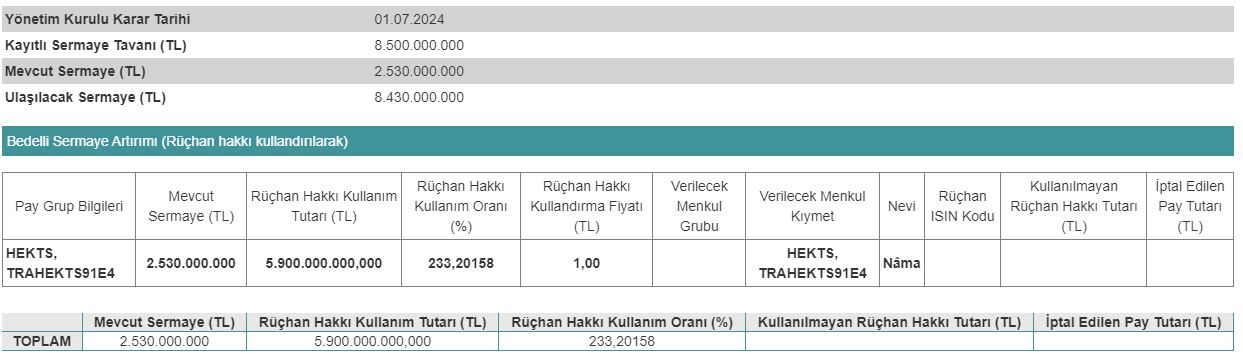 Yönetim Kurulu Karar Tarihi 01.07.2024
Kayıtlı Sermaye Tavanı (TL) 8.500.000.000
Mevcut Sermaye (TL) 2.530.000.000
Ulaşılacak Sermaye (TL) 8.430.000.000
Bedelli Sermaye Artırımı (Rüçhan hakkı kullandırılarak)
Pay Grup Bilgileri
Mevcut
Sermaye (TL)
Rüçhan Hakkı Kullanım
Tutarı (TL)
Rüçhan Hakkı
Kullanım Oranı
(%)
Rüçhan Hakkı
Kullandırma Fiyatı
(TL)
Verilecek
Menkul
Grubu
Verilecek Menkul
Kıymet
Nevi
Rüçhan
ISIN Kodu
Kullanılmayan
Rüçhan Hakkı Tutarı
(TL)
İptal Edilen
Pay Tutarı
(TL)
HEKTS,
TRAHEKTS91E4
2.530.000.000
5.900.000.000,000
233,20158
1,00
HEKTS,
TRAHEKTS91E4
Nâma
Mevcut Sermaye (TL) Rüçhan Hakkı Kullanım Tutarı (TL) Rüçhan Hakkı Kullanım Oranı (%) Kullanılmayan Rüçhan Hakkı Tutarı (TL) İptal Edilen Pay Tutarı (TL)
TOPLAM 2.530.000.000 5.900.000.000,000 233,20158